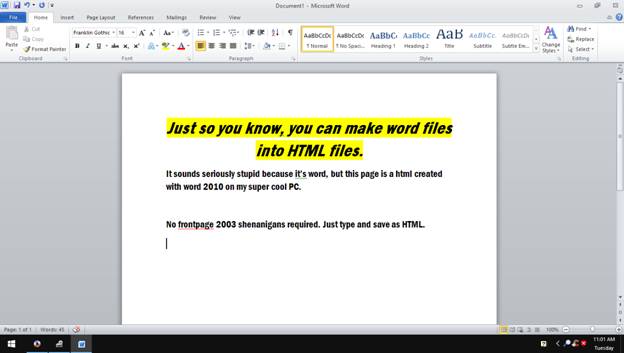 Document1 - Microsoft Word
File Home Insert Page Layout References Mailings Review View
Paste
Cut
Copy
Format Painter
Clipboard
Franklin Gothic 16
Font
Paragraph
AaBbCcDc AaBbCcDc AaBbC AaBbCc AaB AaBbCc. AaBbCcDa
¶ Normal ¶ No Spaci... Heading 1 Heading 2 Title Subtitle Subtle Em...
Styles
Change Styles
Find
Replace
Select
Editing
Just so you know, you can make word files
into HTML files.
It sounds seriously stupid because it's word, but this page is a html created
with word 2010 on my super cool PC.
No frontpage 2003 shenanigans required. Just type and save as HTML.
Page: 1 of 1 Words: 45
100%
11:01 AM
Tuesday